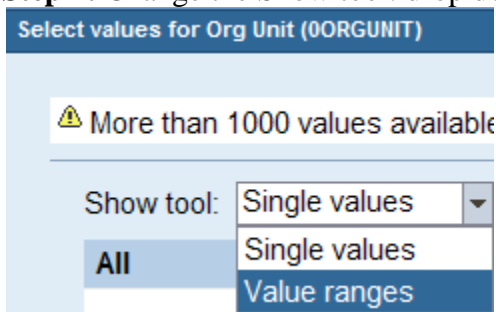 Select values for Org Unit (0ORGUNIT)
More than 1000 values available
Show tool: Single values
Single values
All
Value ranges